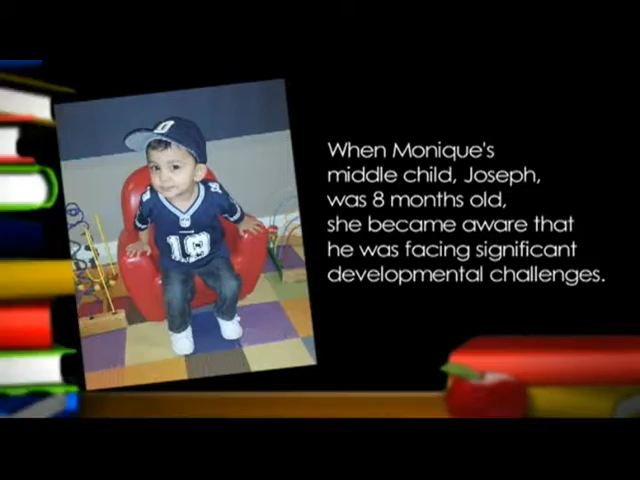 When Monique's
middle child, Joseph,
was 8 months old,
she became aware that
he was facing significant
developmental challenges.
19